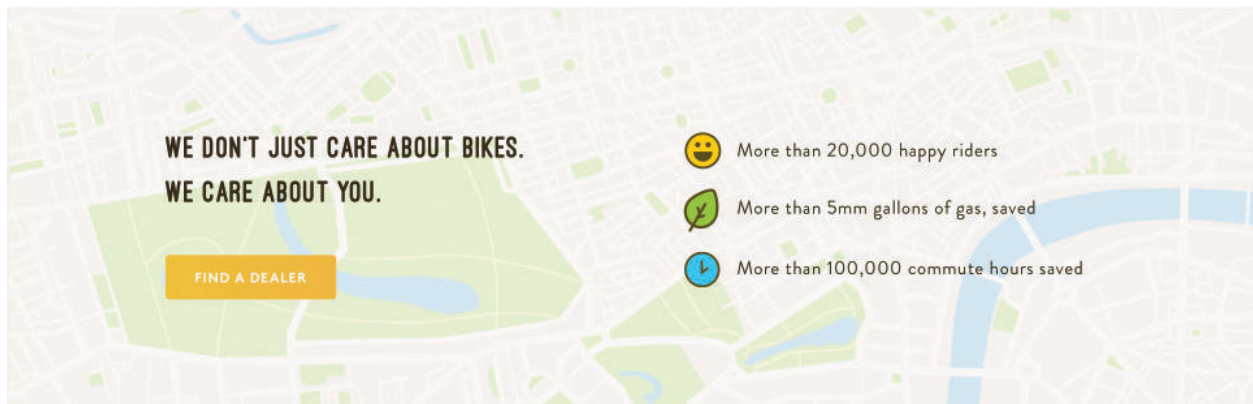 WE DON'T JUST CARE ABOUT BIKES.
WE CARE ABOUT YOU.
FIND A DEALER
More than 20,000 happy riders
More than 5mm gallons of gas, saved
More than 100,000 commute hours saved